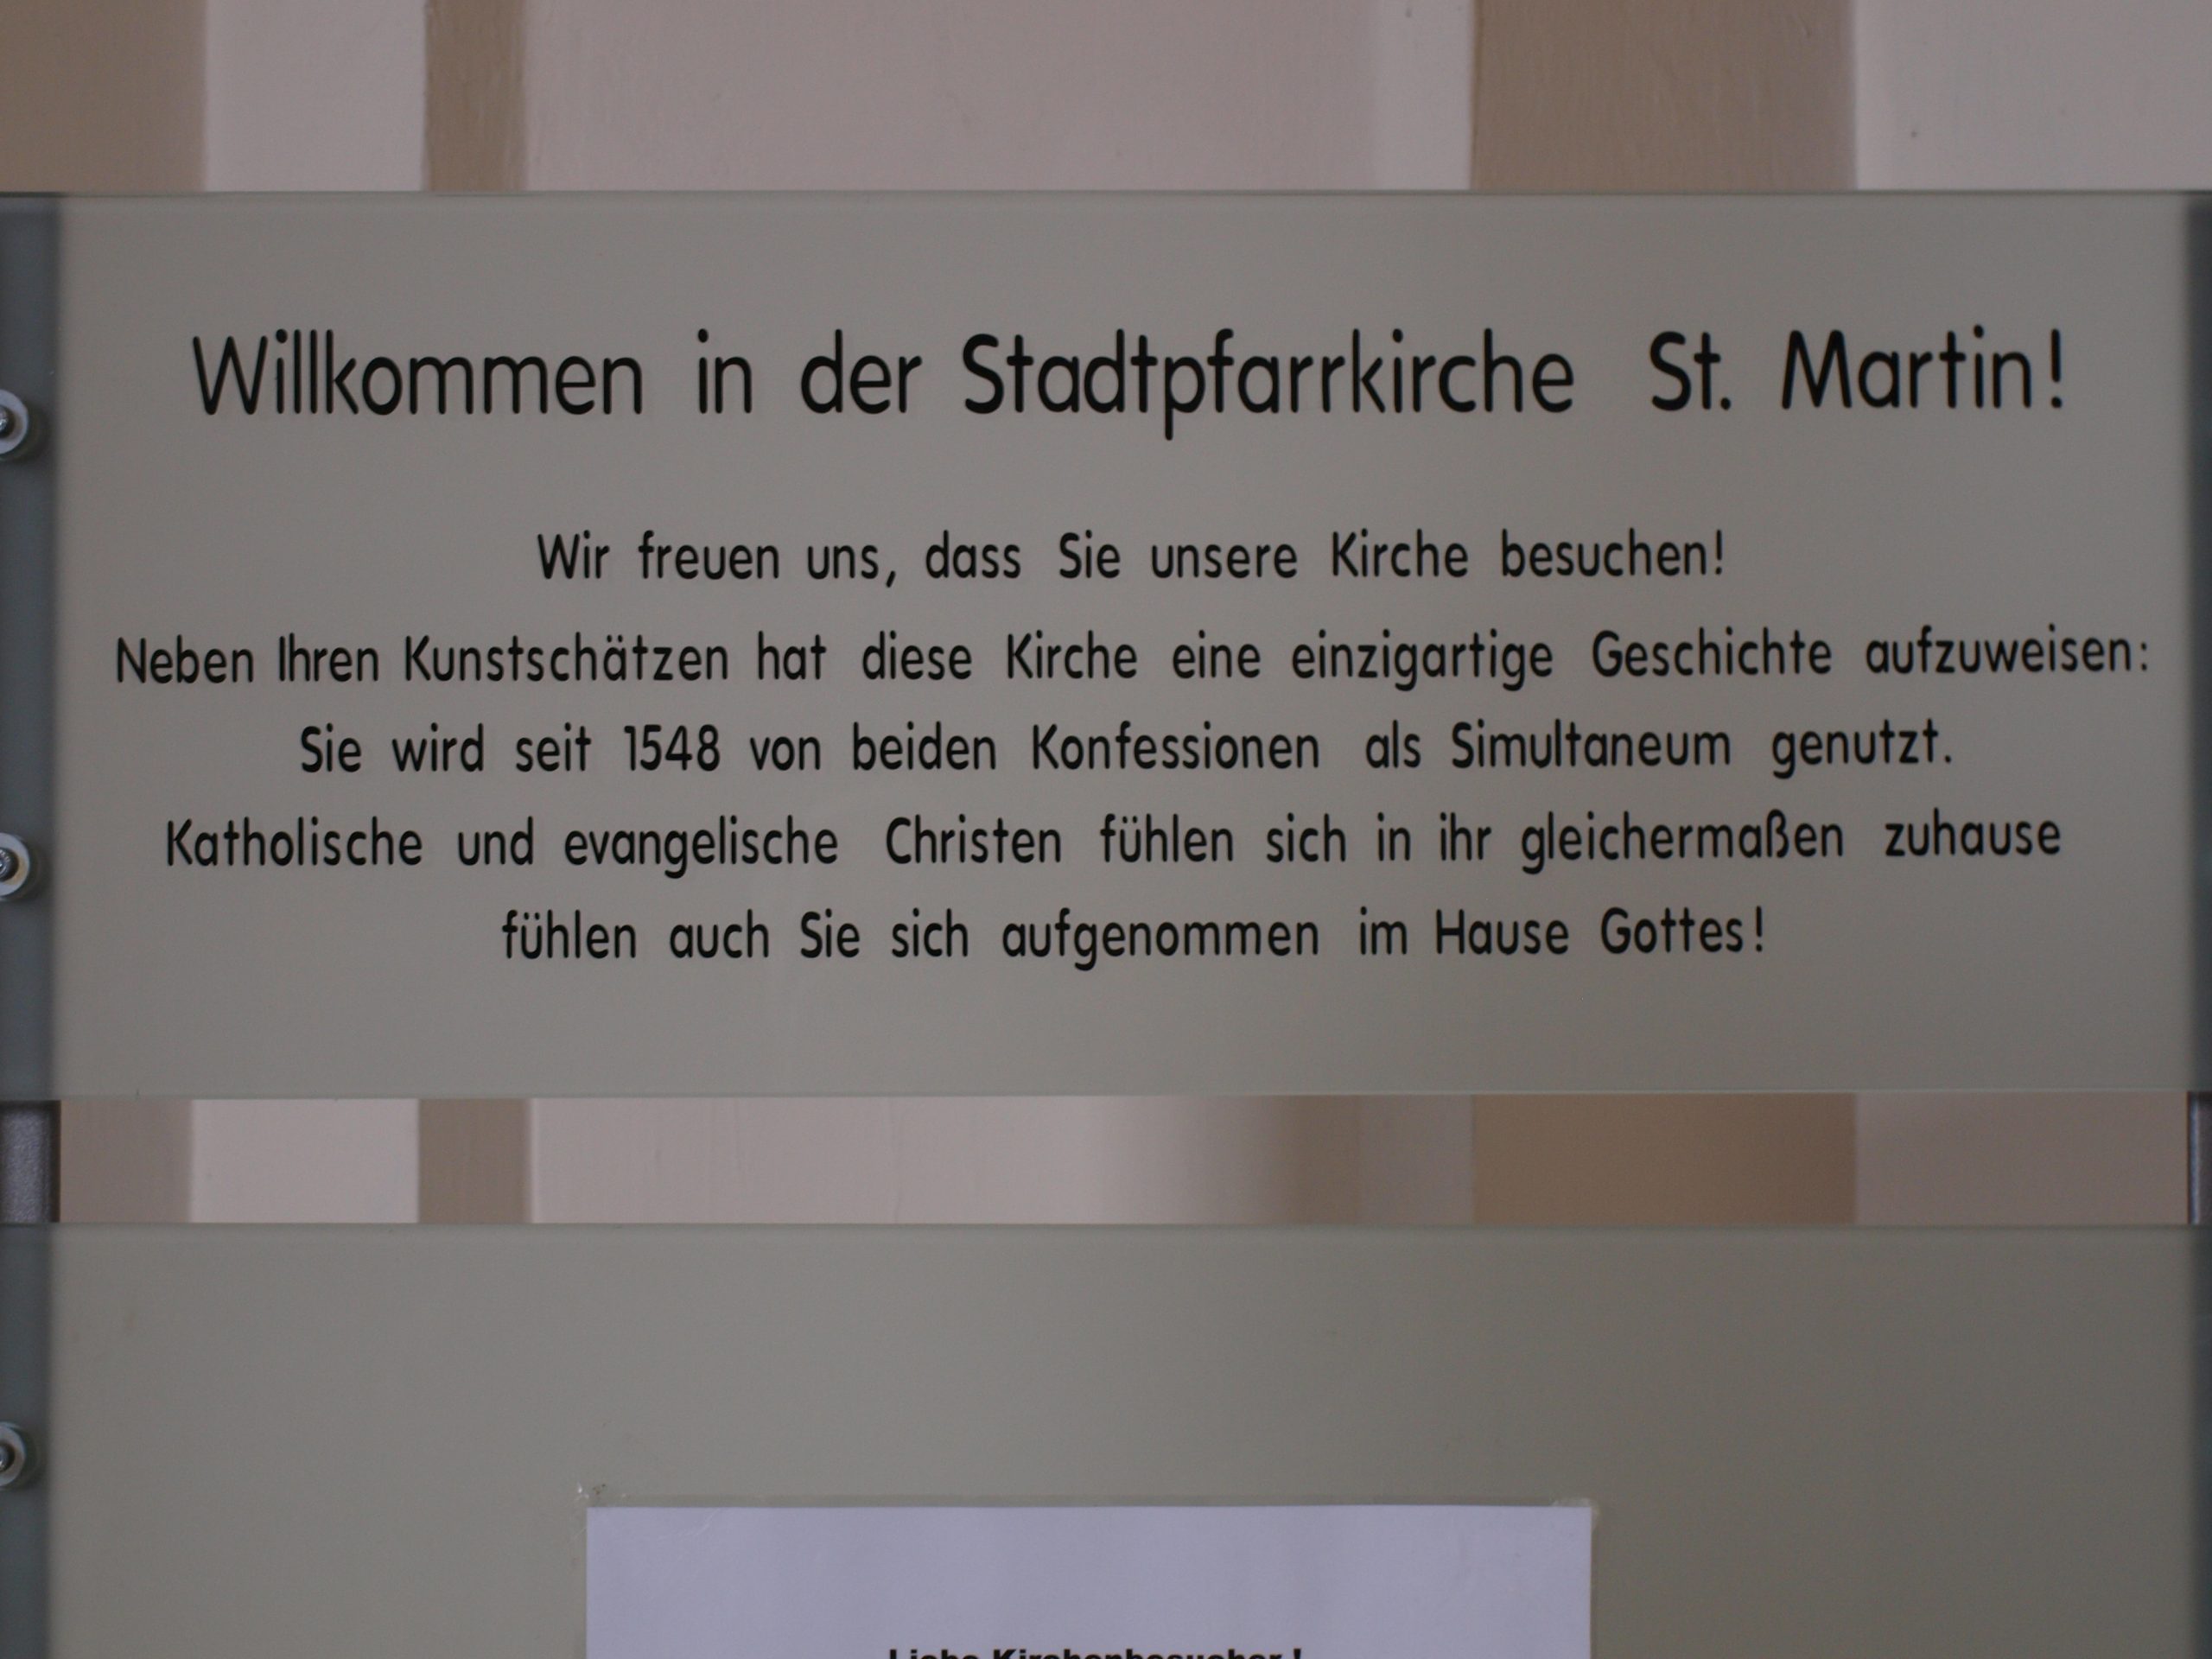 Willkommen in der Stadtpfarrkirche St. Martin!
Wir freuen uns, dass Sie unsere Kirche besuchen!
Neben Ihren Kunstschätzen hat diese Kirche eine einzigartige Geschichte aufzuweisen:
Sie wird seit 1548 von beiden Konfessionen als Simultaneum genutzt.
Katholische und evangelische Christen fühlen sich in ihr gleichermaßen zuhause
fühlen auch Sie sich aufgenommen im Hause Gottes!
Liebe Kirchenbesucher !